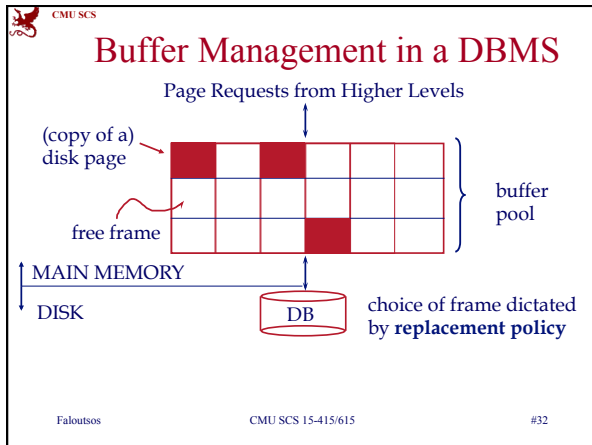 CMU SCS
Buffer Management in a DBMS
Page Requests from Higher Levels
(copy of a)
disk page
buffer
pool
free frame
MAIN MEMORY
DISK
DB
choice of frame dictated
by replacement policy
Faloutsos
CMU SCS 15-415/615
#32